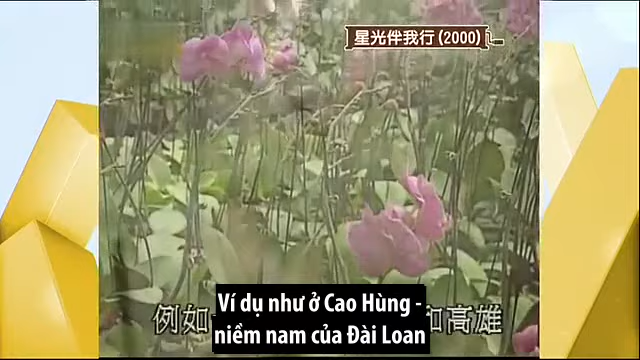 星光伴我行(2000)
Ví dụ như ở Cao Hùng -
niềm nam của Đài Loan
例如 和高雄